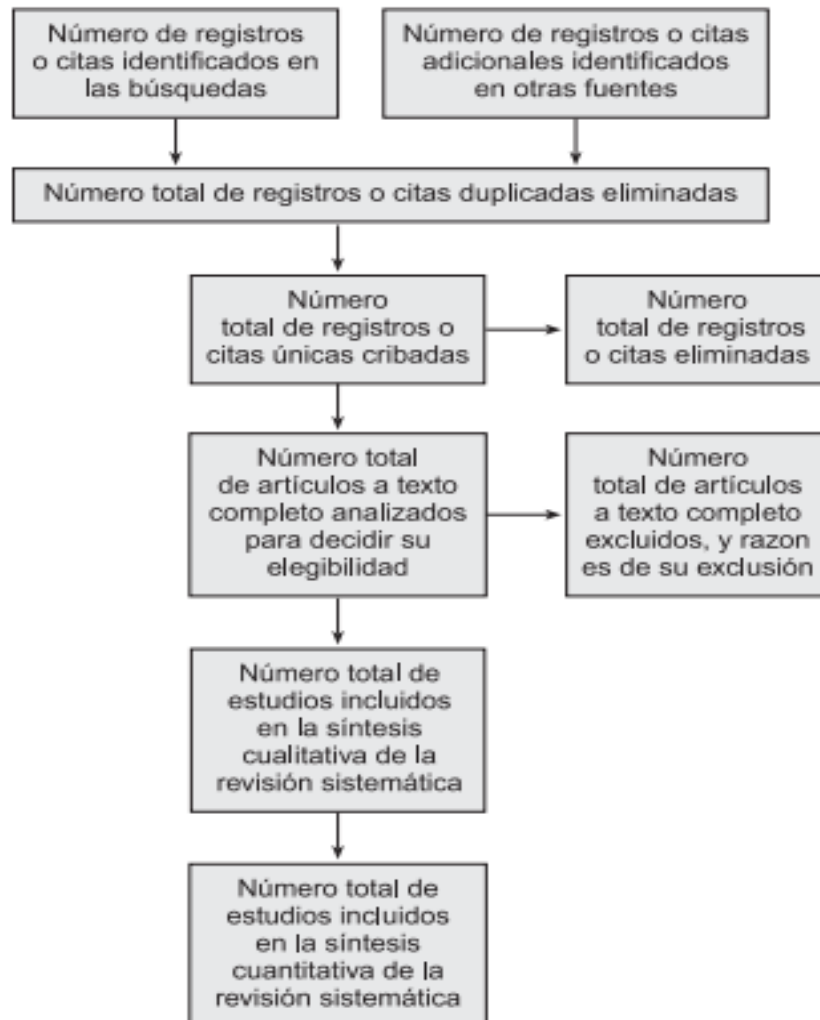 Número de registros
o citas identificados en
las búsquedas
Número de registros o citas
adicionales identificados
en otras fuentes
Número total de registros o citas duplicadas eliminadas
Número
total de registros o
citas únicas cribadas
Número
total de registros
o citas eliminadas
Número total
de artículos a texto
completo analizados
para decidir su
elegibilidad
Número
total de artículos
a texto completo
excluidos, y razon
es de su exclusión
Número total de
estudios incluidos
en la síntesis
cualitativa de la
revisión sistemática
Número total de
estudios incluidos
en la síntesis
cuantitativa de la
revisión sistemática